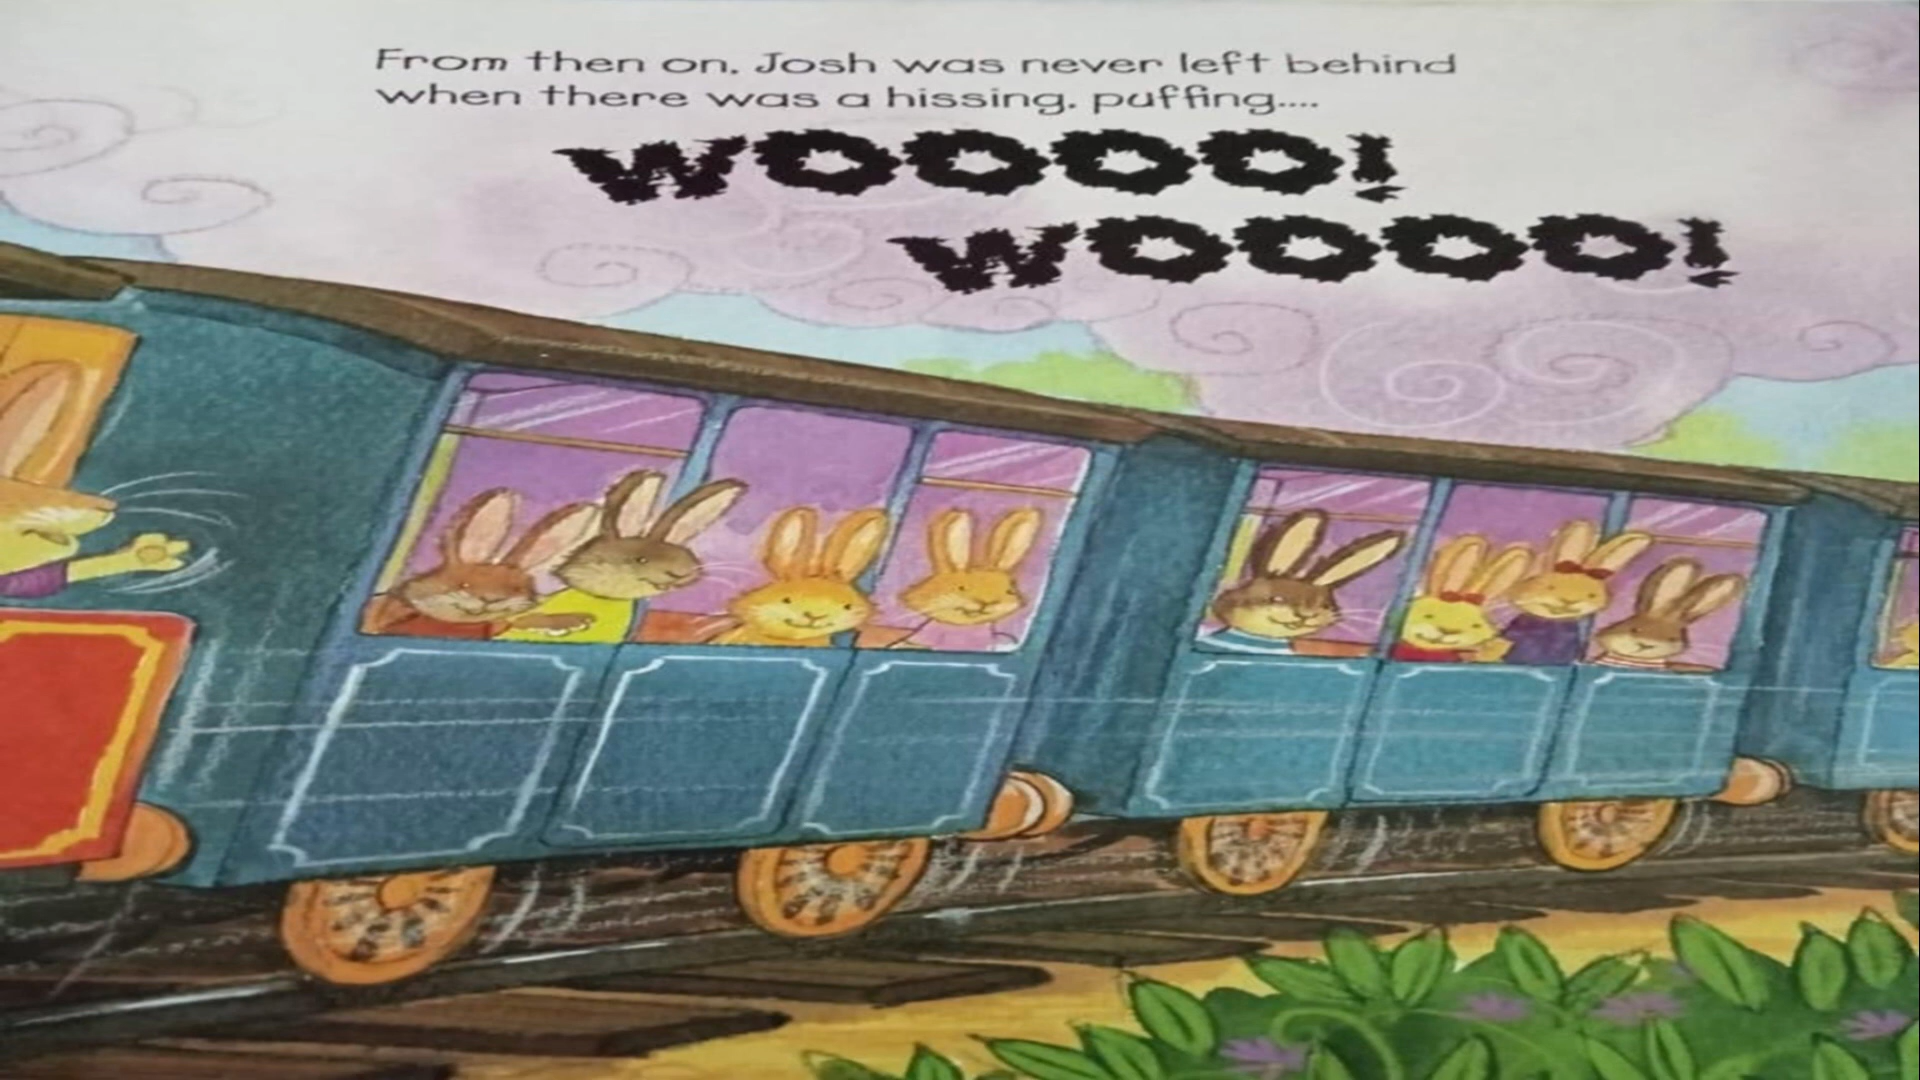 From then on, Josh was never left behind
when there was a hissing, puffing....
WOOOO!
WOOOO!